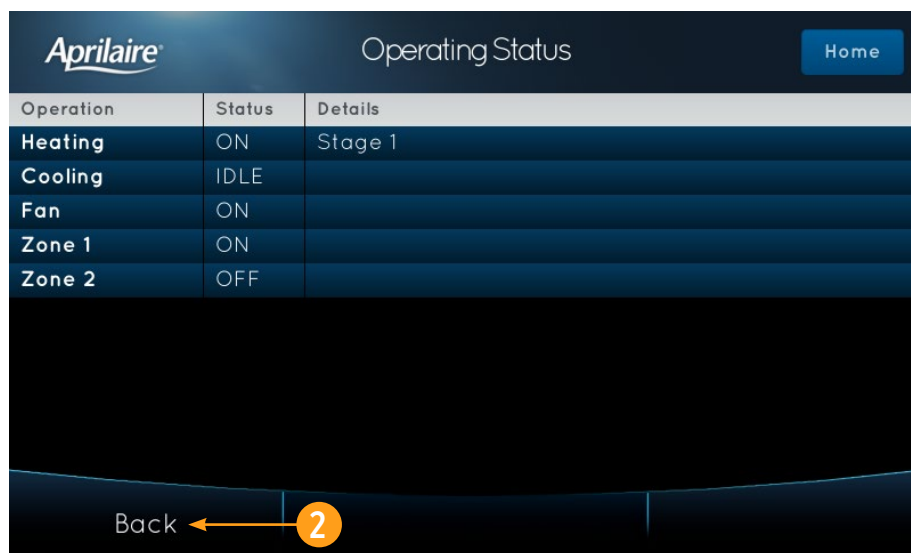 Aprilaire
Operating Status
Home
Operation Status Details
Heating ON Stage 1
Cooling IDLE
Fan ON
Zone 1 ON
Zone 2 OFF
Back 2